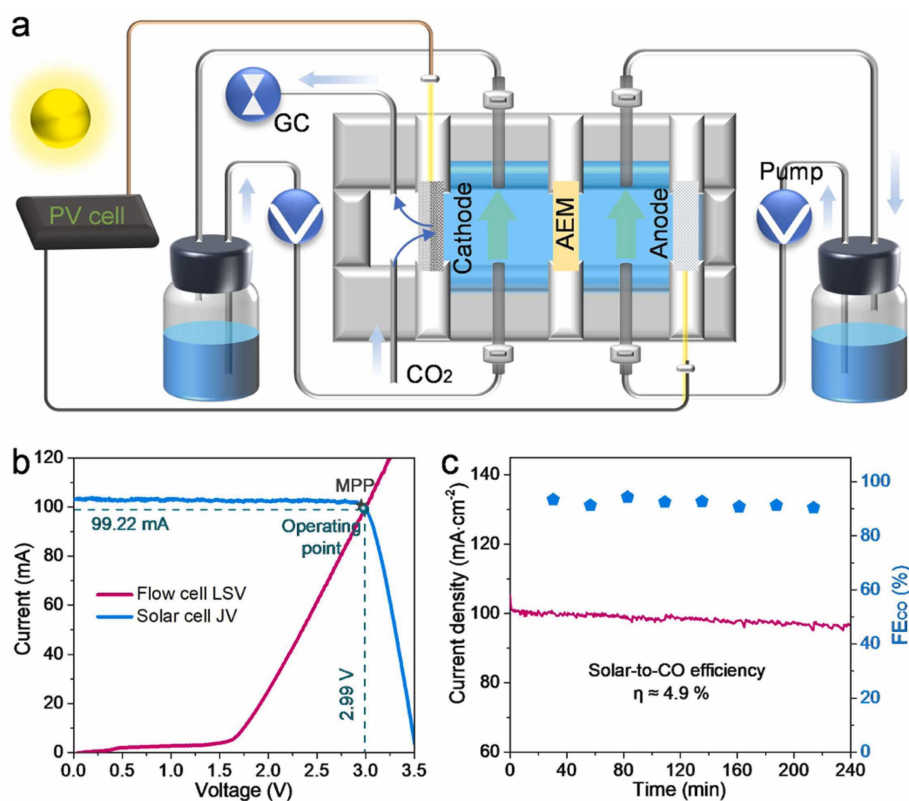 a
GC
PV cell
Cathode
AEM
Anode
Pump
CO₂
b
120
100
80
60
40
20
0
Current (mA)
99.22 mA
MPP
Operating
point
Flow cell LSV
Solar cell JV
2.99 V
0.0 0.5 1.0 1.5 2.0 2.5 3.0 3.5
Voltage (V)
c
140
130
120
110
100
90
80
70
60
Current density (mA·cm⁻²)
Solar-to-CO efficiency
η ≈ 4.9 %
100
80
60
40
20
0
FECO (%)
0 40 80 120 160 200 240
Time (min)